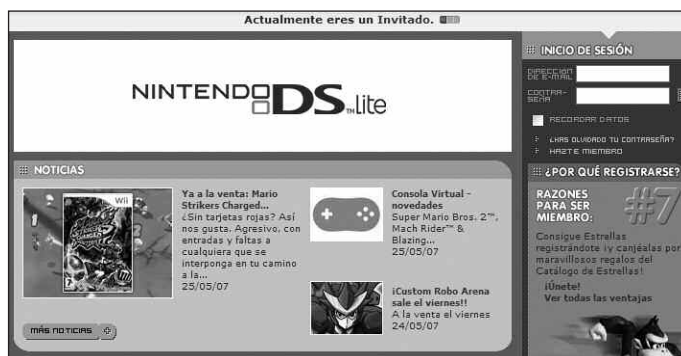 Actualmente eres un Invitado.
NINTENDO DS™ lite
NOTICIAS
Wii
Ya a la venta: Mario
Strikers Charged...
¿Sin tarjetas rojas? Así
nos gusta. Agresivo, con
entradas y faltas a
cualquiera que se
interponga en tu camino
a la...
25/05/07
Consola Virtual -
novedades
Super Mario Bros. 2™,
Mach Rider™ &
Blazing...
25/05/07
¡Custom Robo Arena
sale el viernes!!
A la venta el viernes
24/05/07
MÁS NOTICIAS
INICIO DE SESIÓN
DIRECCIÓN
DE E-MAIL
CONTRA-
SEÑA
RECORDAR DATOS
¿HAS OLVIDADO TU CONTRASEÑA?
HAZTE MIEMBRO
¿POR QUÉ REGISTRARSE?
RAZONES
PARA SER
MIEMBRO:
#7
Consigue Estrellas
registrándote ¡y canjéalas por
maravillosos regalos del
Catálogo de Estrellas!
¡Únete!
Ver todas las ventajas